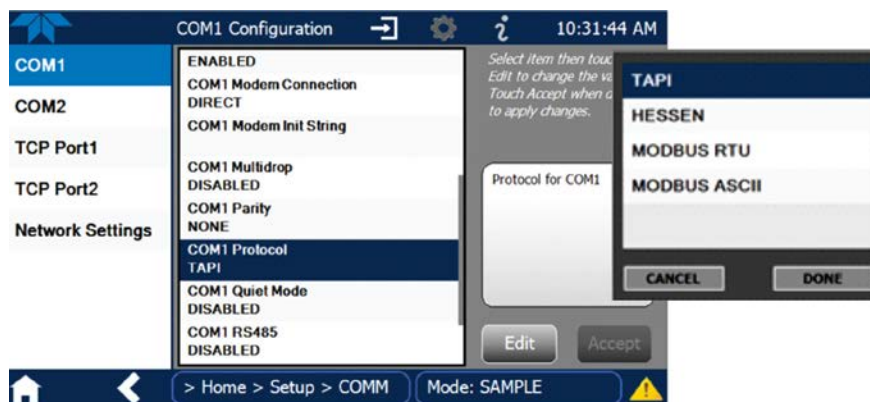 COM1 Configuration
10:31:44 AM
COM1
COM2
TCP Port1
TCP Port2
Network Settings
ENABLED
COM1 Modem Connection
DIRECT
COM1 Modem Init String
COM1 Multidrop
DISABLED
COM1 Parity
NONE
COM1 Protocol
TAPI
COM1 Quiet Mode
DISABLED
COM1 RS485
DISABLED
Select item then
Edit to change the
Touch Accept when
to apply changes.
Protocol for COM1
Edit
Accept
TAPI
HESSEN
MODBUS RTU
MODBUS ASCII
CANCEL
DONE
> Home > Setup > COMM
Mode: SAMPLE